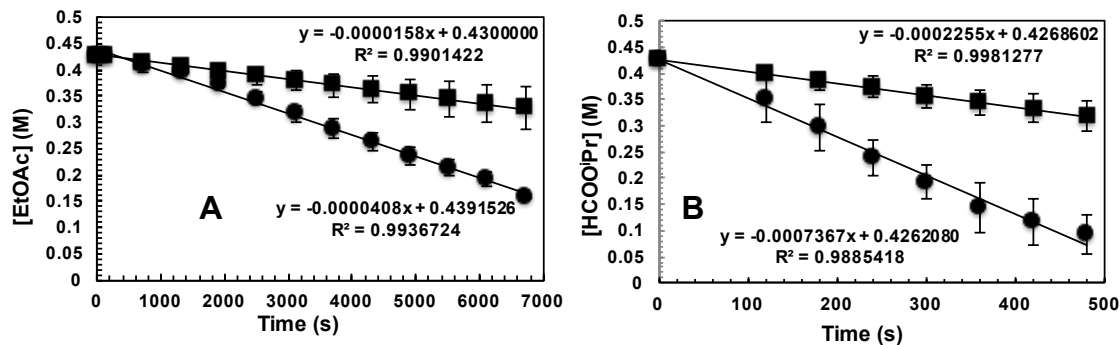 0.5
0.45
0.4
0.35
0.3
0.25
0.2
0.15
0.1
0.05
0
[EtOAc] (M)
y = -0.0000158x + 0.4300000
R² = 0.9901422
A
y = -0.0000408x + 0.4391526
R² = 0.9936724
0 1000 2000 3000 4000 5000 6000 7000
Time (s)
0.5
0.45
0.4
0.35
0.3
0.25
0.2
0.15
0.1
0.05
0
[HCOOⁱPr] (M)
y = -0.0002255x + 0.4268602
R² = 0.9981277
B
y = -0.0007367x + 0.4262080
R² = 0.9885418
0 100 200 300 400 500
Time (s)